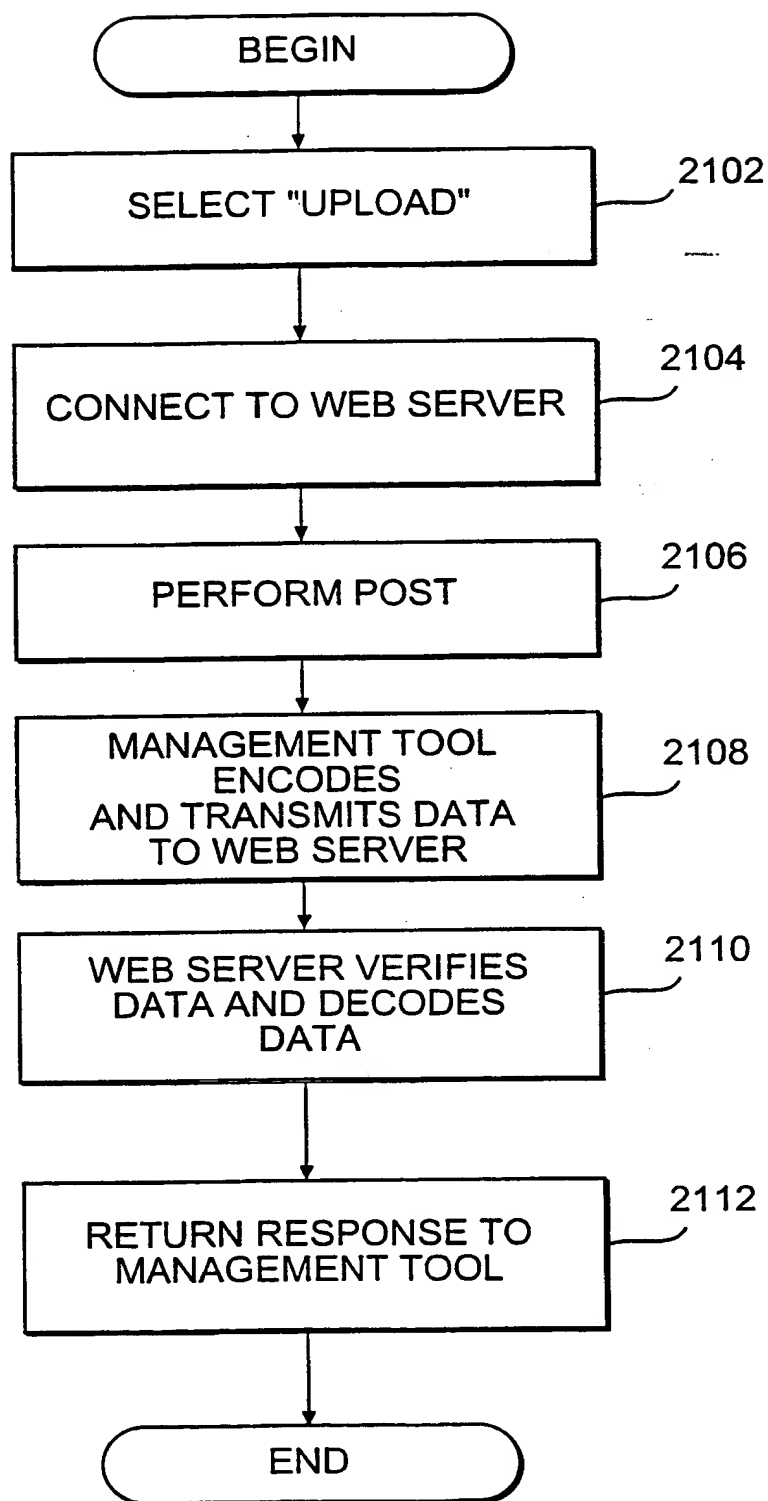 BEGIN
SELECT "UPLOAD"
2102
CONNECT TO WEB SERVER
2104
PERFORM POST
2106
MANAGEMENT TOOL
ENCODES
AND TRANSMITS DATA
TO WEB SERVER
2108
WEB SERVER VERIFIES
DATA AND DECODES
DATA
2110
RETURN RESPONSE TO
MANAGEMENT TOOL
2112
END